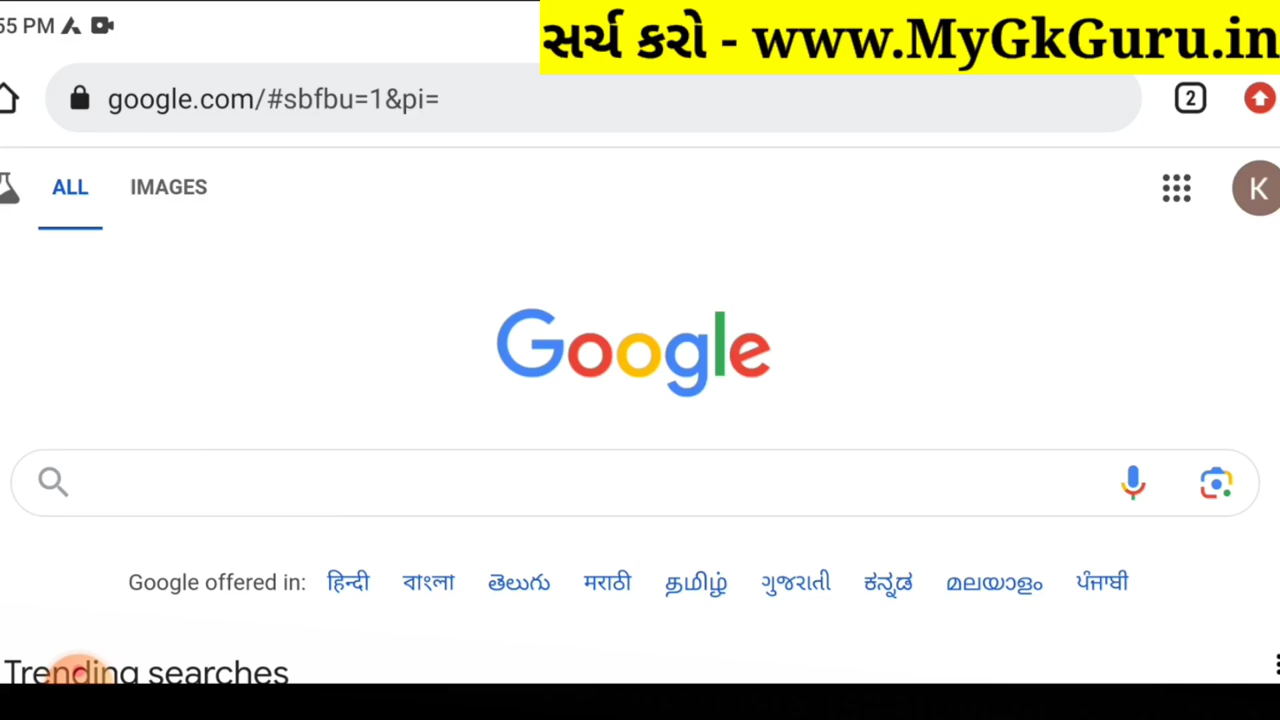 55 PM
સર્ચ કરો - www.MyGkGuru.in
google.com/#sbfbu=1&pi=
2
ALL IMAGES
K
Google
Google offered in: हिन्दी বাংলা తెలుగు मराठी தமிழ் ગુજરાતી ಕನ್ನಡ മലയാളം ਪੰਜਾਬੀ
Trending searches